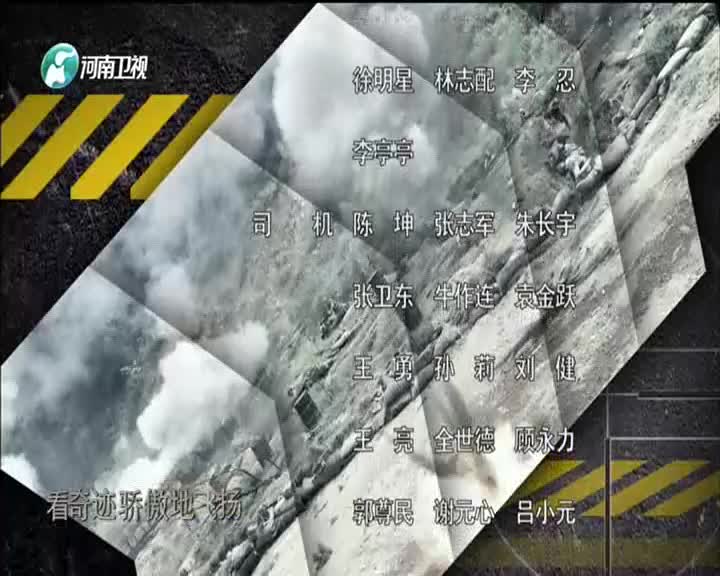 河南卫视
徐明星 林志配 李忍
李亭亭
司机 陈坤 张志军 朱长宇
张卫东 牛作连 袁金跃
王勇 孙莉 刘健
王亮 全世德 顾永力
看奇迹骄傲地飞扬
郭尊民 谢元心 吕小元